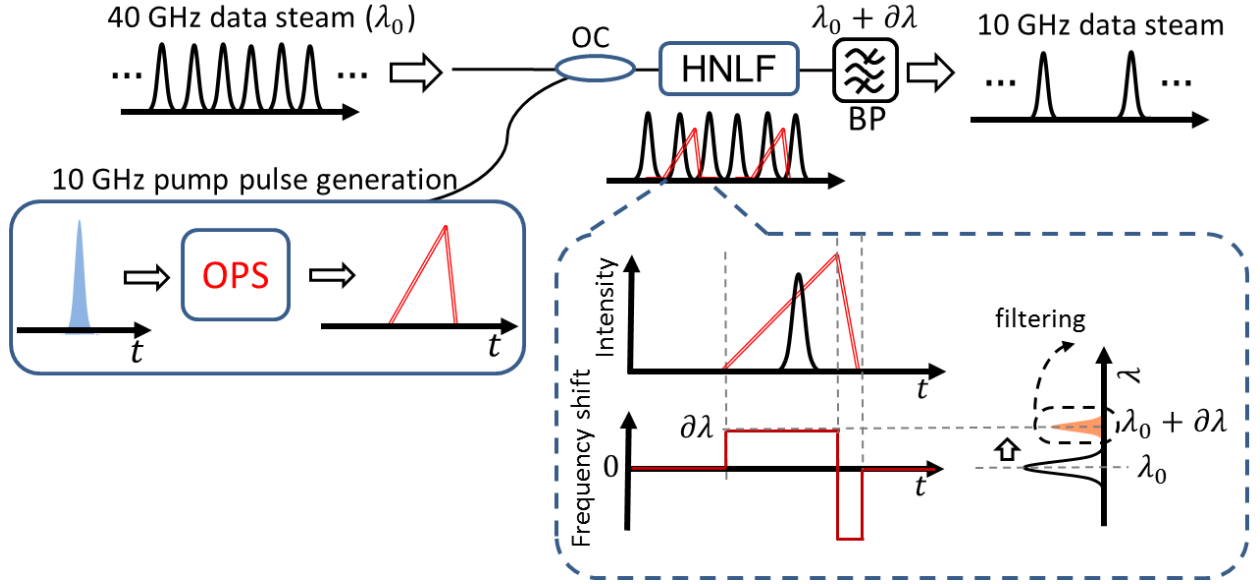 40 GHz data steam (λ₀)
OC
λ₀ + ∂λ
10 GHz data steam
...
...
HNLF
...
...
BP
10 GHz pump pulse generation
OPS
t
t
Intensity
t
filtering
λ
Frequency shift
∂λ
λ₀ + ∂λ
0
λ₀
t